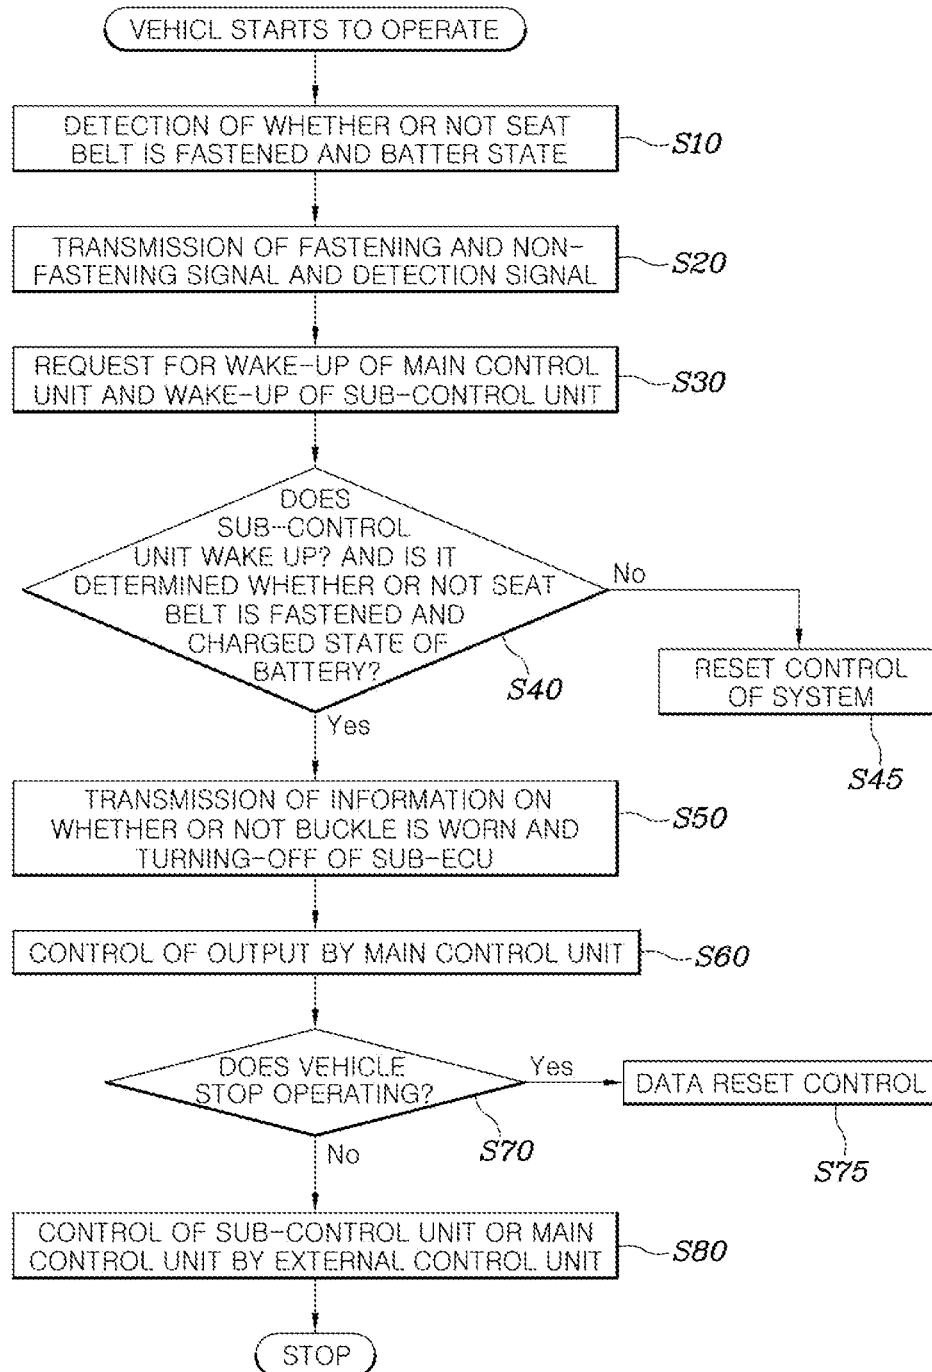 VEHICL STARTS TO OPERATE
DETECTION OF WHETHER OR NOT SEAT
BELT IS FASTENED AND BATTER STATE
S10
TRANSMISSION OF FASTENING AND NON-
FASTENING SIGNAL AND DETECTION SIGNAL
S20
REQUEST FOR WAKE-UP OF MAIN CONTROL
UNIT AND WAKE-UP OF SUB-CONTROL UNIT
S30
DOES
SUB-CONTROL
UNIT WAKE UP? AND IS IT
DETERMINED WHETHER OR NOT SEAT
BELT IS FASTENED AND
CHARGED STATE OF
BATTERY?
S40
No
RESET CONTROL
OF SYSTEM
S45
Yes
TRANSMISSION OF INFORMATION ON
WHETHER OR NOT BUCKLE IS WORN AND
TURNING-OFF OF SUB-ECU
S50
CONTROL OF OUTPUT BY MAIN CONTROL UNIT
S60
DOES VEHICLE
STOP OPERATING?
S70
Yes
DATA RESET CONTROL
S75
No
CONTROL OF SUB-CONTROL UNIT OR MAIN
CONTROL UNIT BY EXTERNAL CONTROL UNIT
S80
STOP